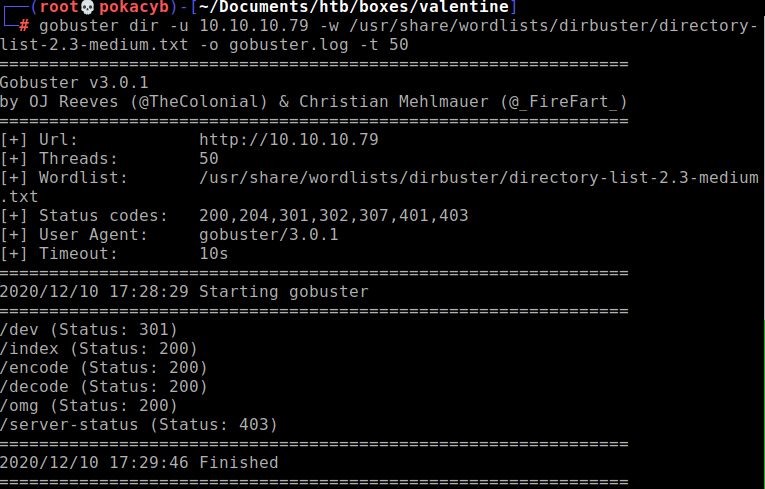 ┌──(root💀pokacyb)-[~/Documents/htb/boxes/valentine]
└─# gobuster dir -u 10.10.10.79 -w /usr/share/wordlists/dirbuster/directory-
list-2.3-medium.txt -o gobuster.log -t 50
===============================================================
Gobuster v3.0.1
by OJ Reeves (@TheColonial) & Christian Mehlmauer (@_FireFart_)
===============================================================
[+] Url:            http://10.10.10.79
[+] Threads:        50
[+] Wordlist:       /usr/share/wordlists/dirbuster/directory-list-2.3-medium
.txt
[+] Status codes:   200,204,301,302,307,401,403
[+] User Agent:     gobuster/3.0.1
[+] Timeout:        10s
===============================================================
2020/12/10 17:28:29 Starting gobuster
===============================================================
/dev (Status: 301)
/index (Status: 200)
/encode (Status: 200)
/decode (Status: 200)
/omg (Status: 200)
/server-status (Status: 403)
===============================================================
2020/12/10 17:29:46 Finished
===============================================================